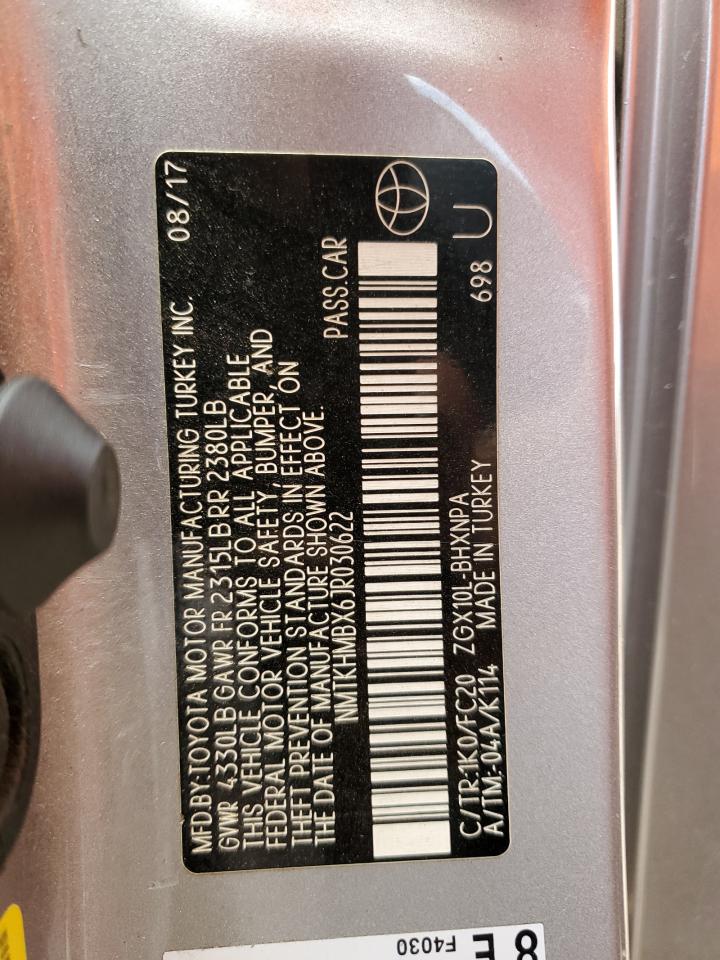 MFD.BY:TOYOTA MOTOR MANUFACTURING TURKEY INC. 08/17
GVWR 4330LB GAWR FR 2315LB RR 2380LB
THIS VEHICLE CONFORMS TO ALL APPLICABLE
FEDERAL MOTOR VEHICLE SAFETY, BUMPER, AND
THEFT PREVENTION STANDARDS IN EFFECT ON
THE DATE OF MANUFACTURE SHOWN ABOVE.
NMTKHMBX6JR030622 PASS.CAR
C/TR:1K0/FC20 ZGX10L-BHXNPA
A/TM:-04A/K114 MADE IN TURKEY 698 U
F4030
8